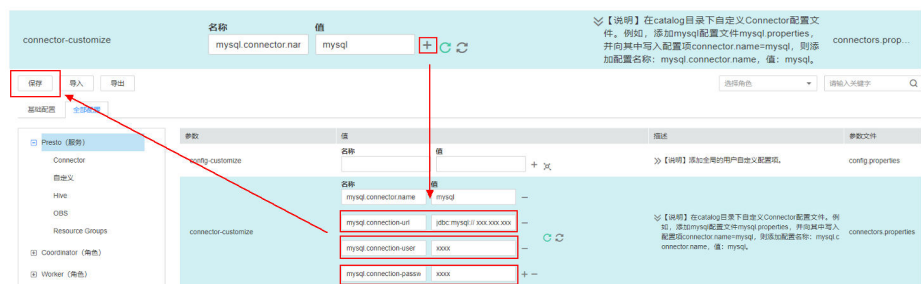 名称 值
connector-customize
mysql.connector.nar mysql
【说明】在catalog目录下自定义Connector配置文
件。例如，添加mysql配置文件mysql.properties，
并向其中写入配置项connector.name=mysql，则添
加配置名称：mysql.connector.name，值：mysql。
connectors.prop...
保存 导入 导出
选择角色 请输入关键字
基础配置 全部配置
参数 值 描述 参数文件
Presto（服务）
Connector
自定义
Hive
OBS
Resource Groups
Coordinator（角色）
Worker（角色）
名称 值
config-customize
【说明】添加全局的用户自定义配置项。
config.properties
名称 值
mysql.connector.name mysql
mysql.connection-url jdbc:mysql:// xxx.xxx.xxx
connector-customize
mysql.connection-user xxxx
mysql.connection-passw xxxx
【说明】在catalog目录下自定义Connector配置文件。例
如，添加mysql配置文件mysql.properties，并向其中写入
配置项connector.name=mysql，则添加配置名称：mysql.c
onnector.name，值：mysql。
connectors.properties